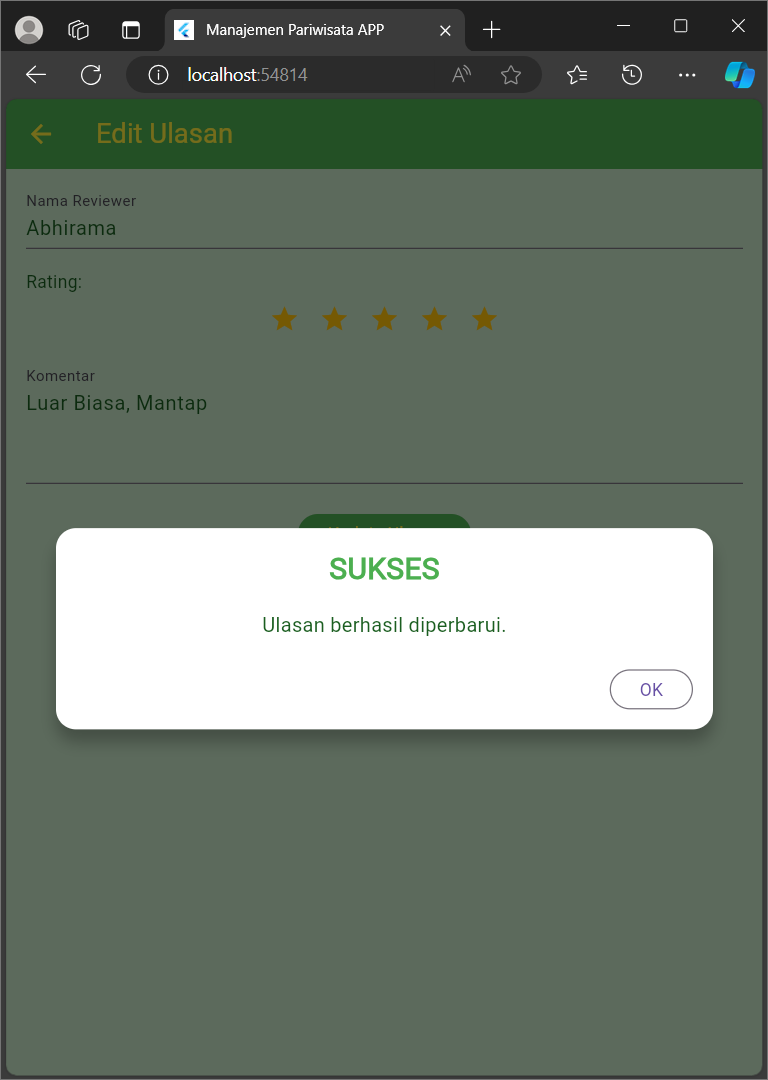 Manajemen Pariwisata APP
localhost:54814
Edit Ulasan
Nama Reviewer
Abhirama
Rating:
Komentar
Luar Biasa, Mantap
SUKSES
Ulasan berhasil diperbarui.
OK